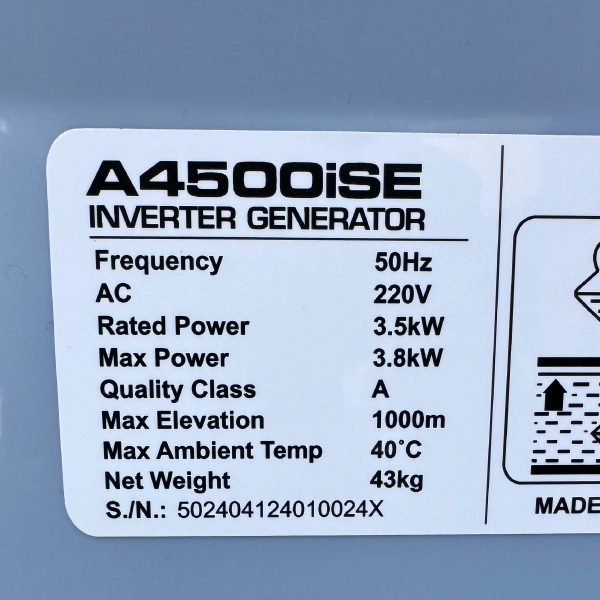 A4500iSE
INVERTER GENERATOR
Frequency 50Hz
AC 220V
Rated Power 3.5kW
Max Power 3.8kW
Quality Class A
Max Elevation 1000m
Max Ambient Temp 40°C
Net Weight 43kg
S./N.: 502404124010024X
MADE